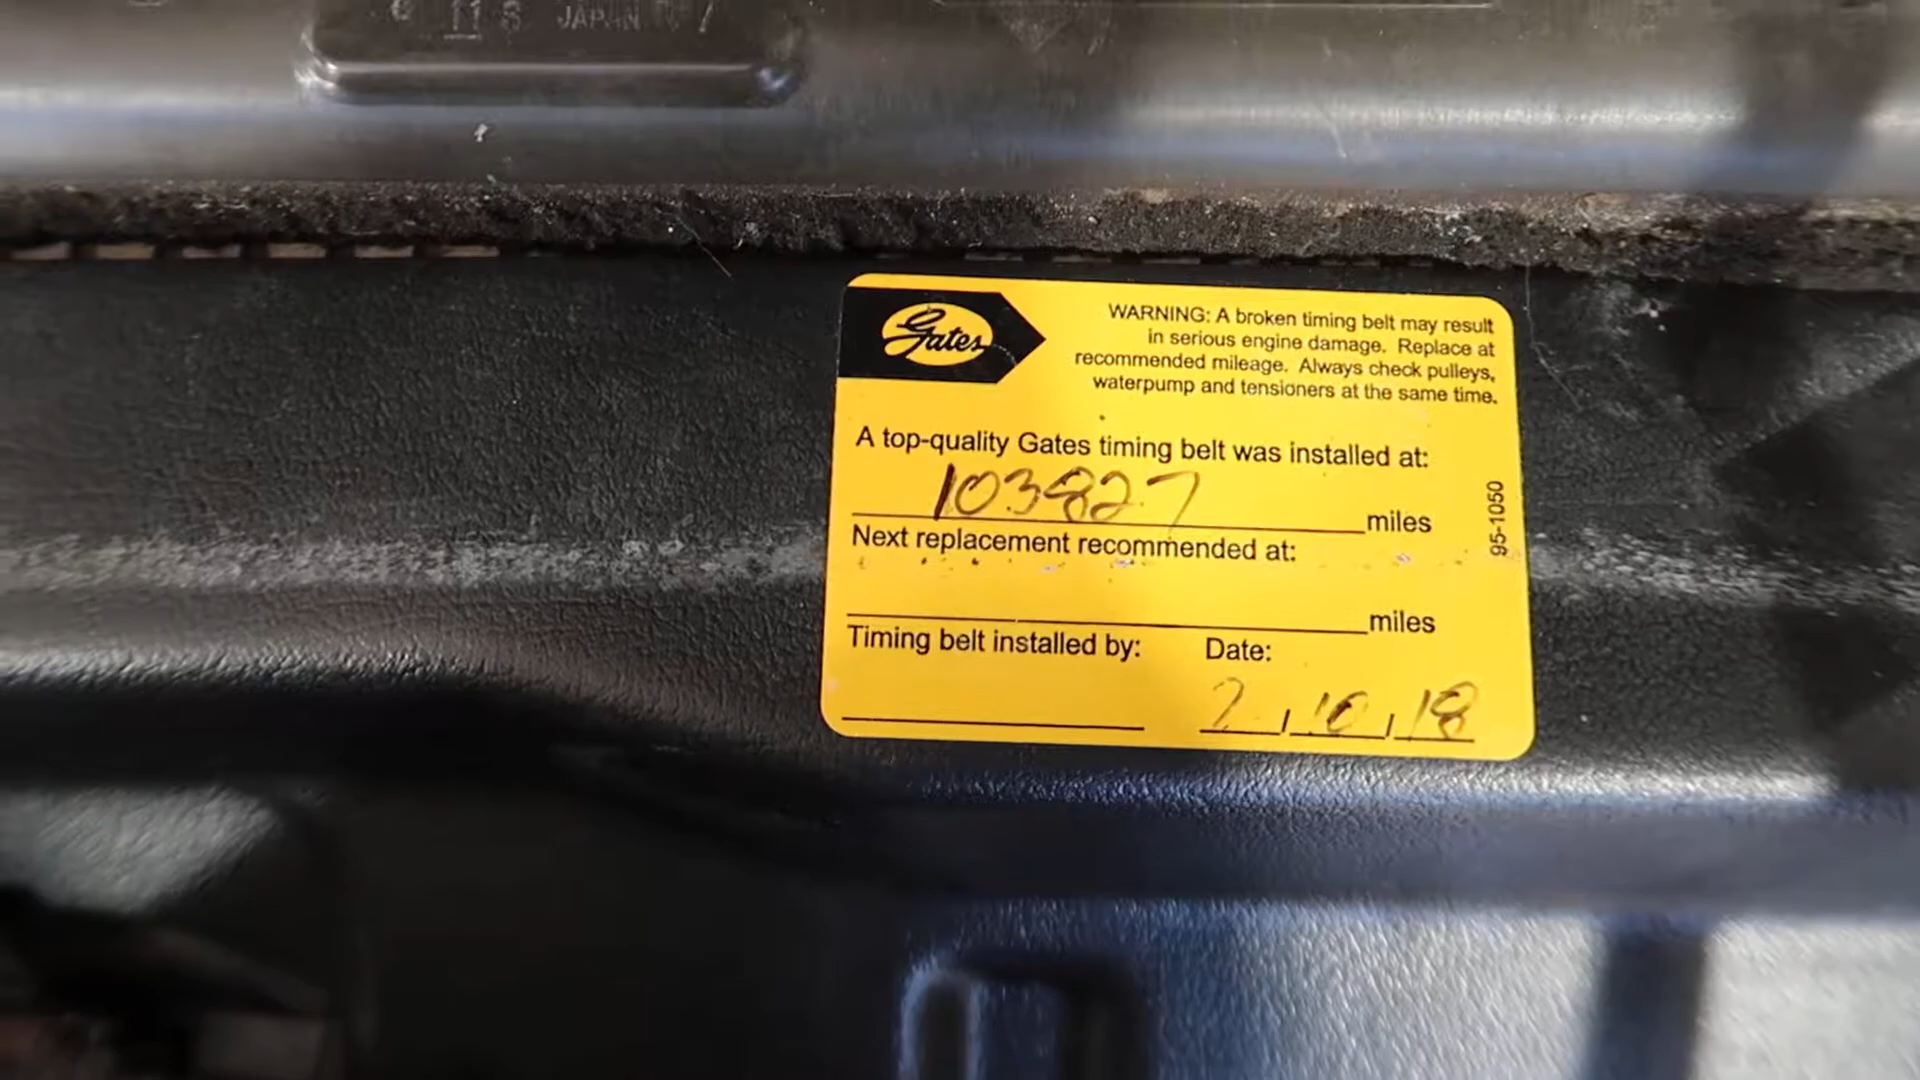 11 8 JAPAN
Gates
WARNING: A broken timing belt may result
in serious engine damage. Replace at
recommended mileage. Always check pulleys,
waterpump and tensioners at the same time.
A top-quality Gates timing belt was installed at:
103827
miles
95-1050
Next replacement recommended at:
miles
Timing belt installed by: Date:
2/10/18